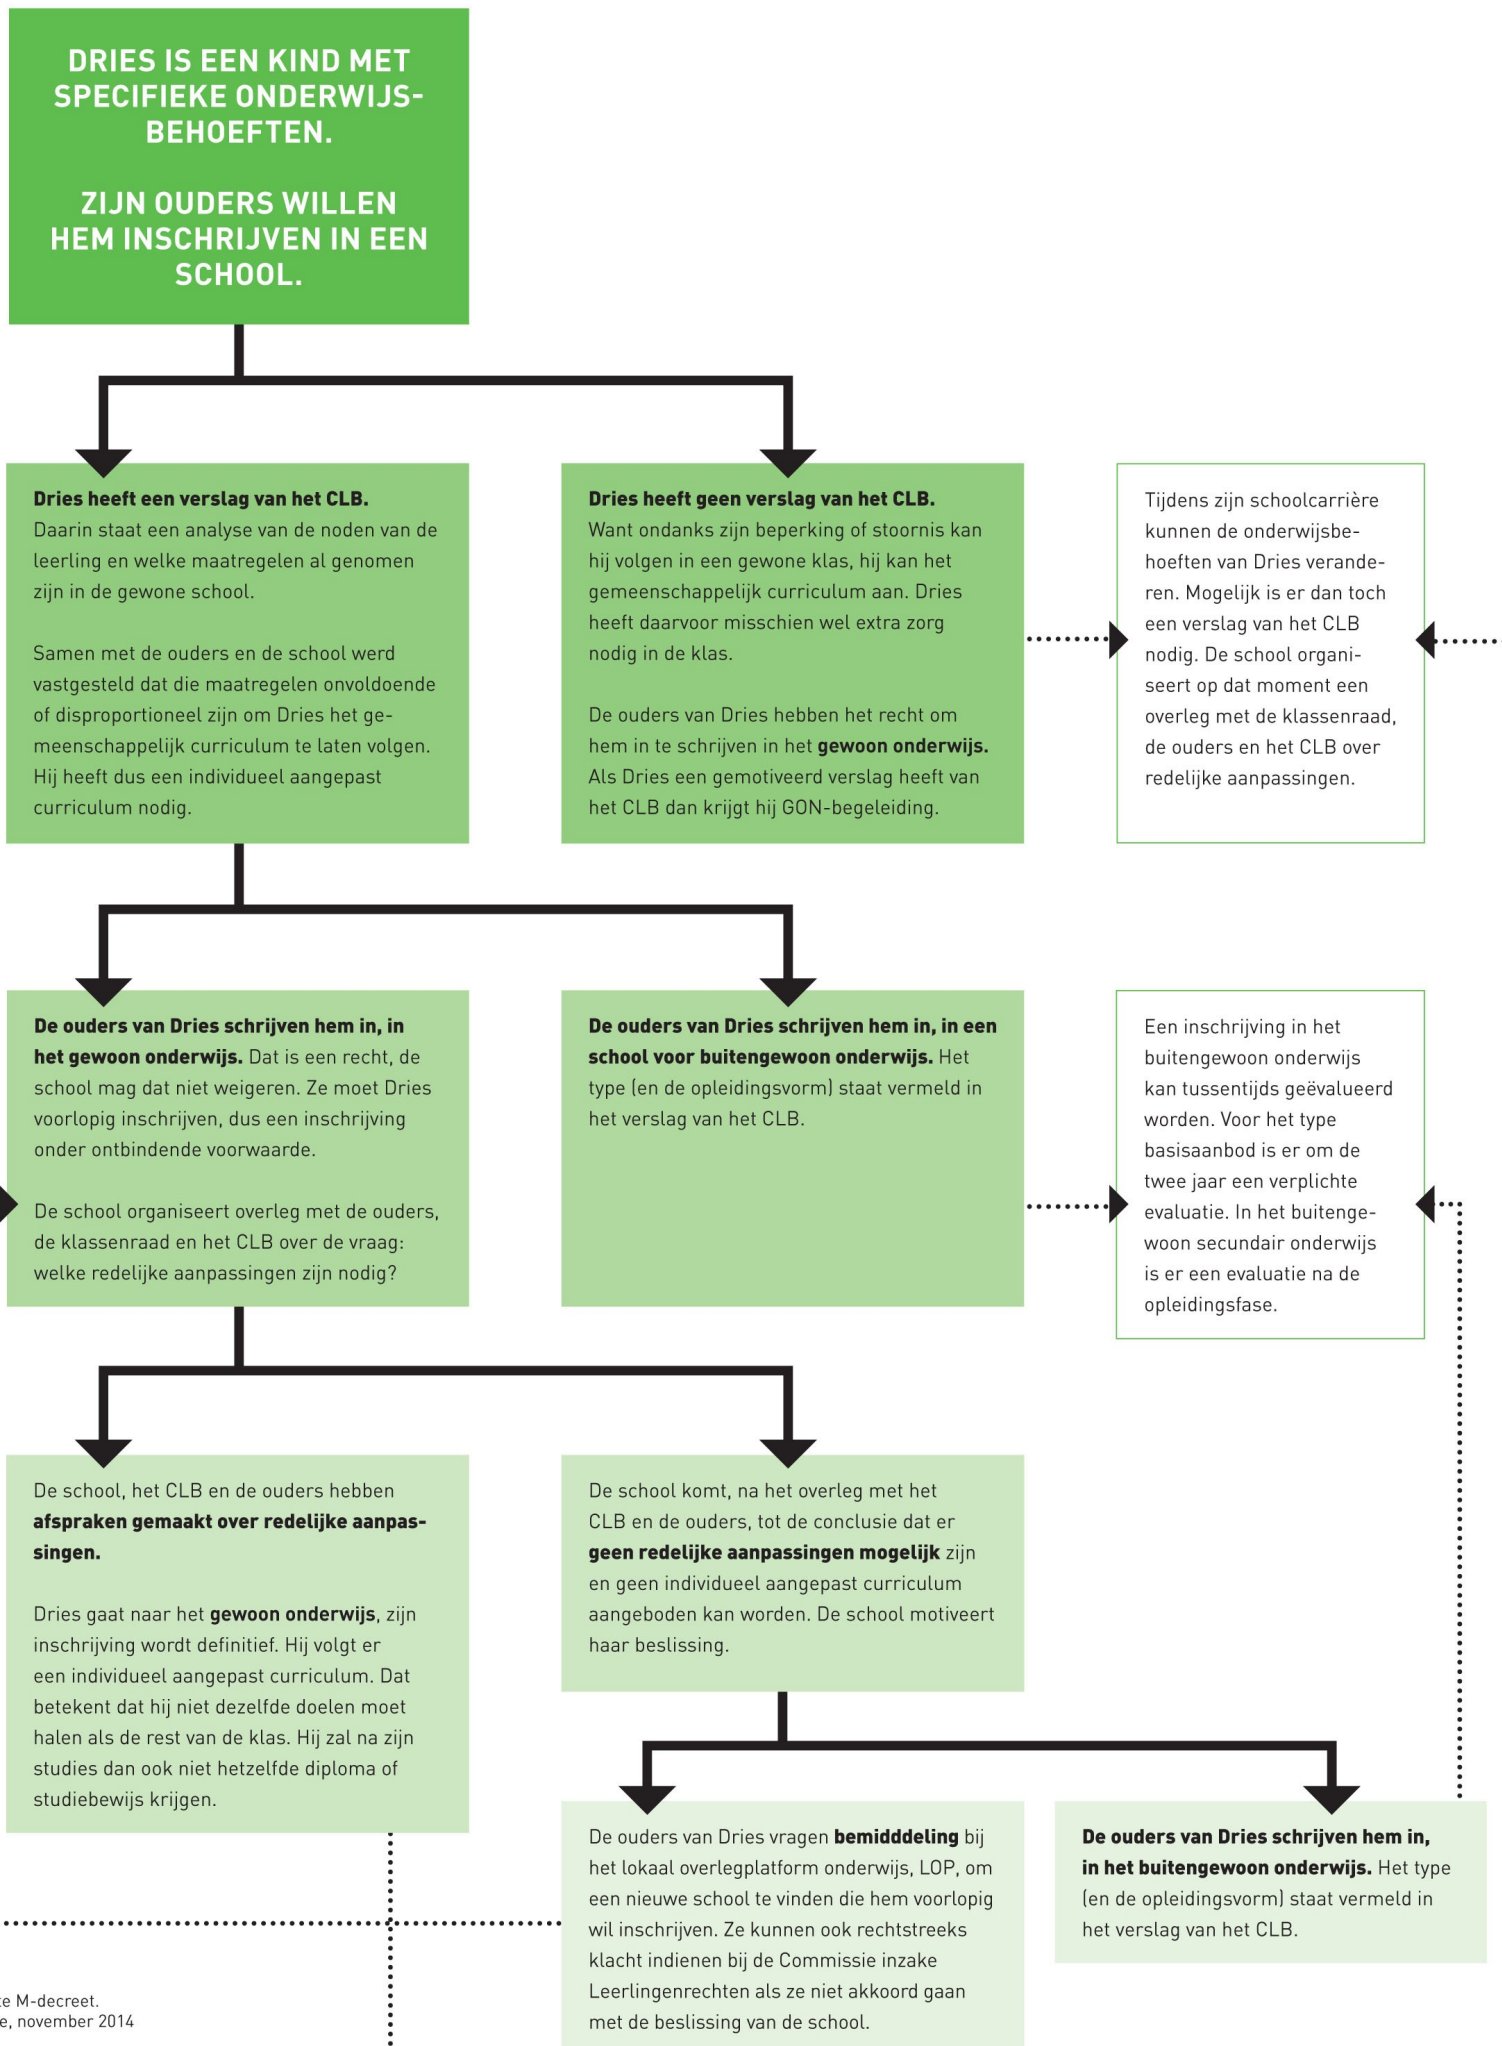 DRIES IS EEN KIND MET
SPECIFIEKE ONDERWIJS-
BEHOEFTEN.
ZIJN OUDERS WILLEN
HEM INSCHRIJVEN IN EEN
SCHOOL.
Dries heeft een verslag van het CLB.
Daarin staat een analyse van de noden van de
leerling en welke maatregelen al genomen
zijn in de gewone school.
Samen met de ouders en de school werd
vastgesteld dat die maatregelen onvoldoende
of disproportioneel zijn om Dries het ge-
meenschappelijk curriculum te laten volgen.
Hij heeft dus een individueel aangepast
curriculum nodig.
Dries heeft geen verslag van het CLB.
Want ondanks zijn beperking of stoornis kan
hij volgen in een gewone klas, hij kan het
gemeenschappelijk curriculum aan. Dries
heeft daarvoor misschien wel extra zorg
nodig in de klas.
De ouders van Dries hebben het recht om
hem in te schrijven in het gewoon onderwijs.
Als Dries een gemotiveerd verslag heeft van
het CLB dan krijgt hij GON-begeleiding.
Tijdens zijn schoolcarrière
kunnen de onderwijsbe-
hoeften van Dries verande-
ren. Mogelijk is er dan toch
een verslag van het CLB
nodig. De school organi-
seert op dat moment een
overleg met de klassenraad,
de ouders en het CLB over
redelijke aanpassingen.
De ouders van Dries schrijven hem in, in
het gewoon onderwijs. Dat is een recht, de
school mag dat niet weigeren. Ze moet Dries
voorlopig inschrijven, dus een inschrijving
onder ontbindende voorwaarde.
De school organiseert overleg met de ouders,
de klassenraad en het CLB over de vraag:
welke redelijke aanpassingen zijn nodig?
De ouders van Dries schrijven hem in, in een
school voor buitengewoon onderwijs. Het
type (en de opleidingsvorm) staat vermeld in
het verslag van het CLB.
Een inschrijving in het
buitengewoon onderwijs
kan tussentijds geëvalueerd
worden. Voor het type
basisaanbod is er om de
twee jaar een verplichte
evaluatie. In het buitenge-
woon secundair onderwijs
is er een evaluatie na de
opleidingsfase.
De school, het CLB en de ouders hebben
afspraken gemaakt over redelijke aanpas-
singen.
Dries gaat naar het gewoon onderwijs, zijn
inschrijving wordt definitief. Hij volgt er
een individueel aangepast curriculum. Dat
betekent dat hij niet dezelfde doelen moet
halen als de rest van de klas. Hij zal na zijn
studies dan ook niet hetzelfde diploma of
studiebewijs krijgen.
De school komt, na het overleg met het
CLB en de ouders, tot de conclusie dat er
geen redelijke aanpassingen mogelijk zijn
en geen individueel aangepast curriculum
aangeboden kan worden. De school motiveert
haar beslissing.
De ouders van Dries vragen bemidddeling bij
het lokaal overlegplatform onderwijs, LOP, om
een nieuwe school te vinden die hem voorlopig
wil inschrijven. Ze kunnen ook rechtstreeks
klacht indienen bij de Commissie inzake
Leerlingenrechten als ze niet akkoord gaan
met de beslissing van de school.
De ouders van Dries schrijven hem in,
in het buitengewoon onderwijs. Het type
(en de opleidingsvorm) staat vermeld in
het verslag van het CLB.
te M-decreet.
e, november 2014